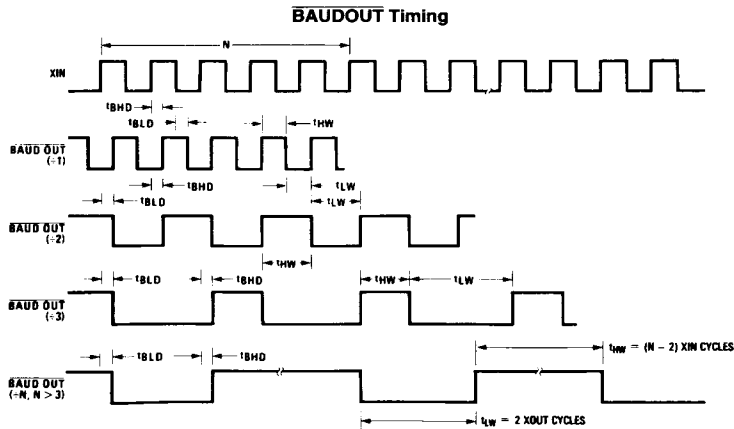 BAUDOUT Timing
N
XIN
tBHD
tBLD
tHW
BAUD OUT
(÷1)
tBHD
tLW
tBLD
tLW
BAUD OUT
(÷2)
tHW
tBLD
tBHD
tHW
tLW
BAUD OUT
(÷3)
tBLD
tBHD
tHW = (N – 2) XIN CYCLES
BAUD OUT
(÷N, N > 3)
tLW = 2 XOUT CYCLES